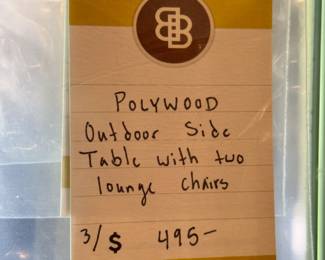 POLYWOOD
Outdoor Side
Table with two
lounge chairs
3/$ 495-